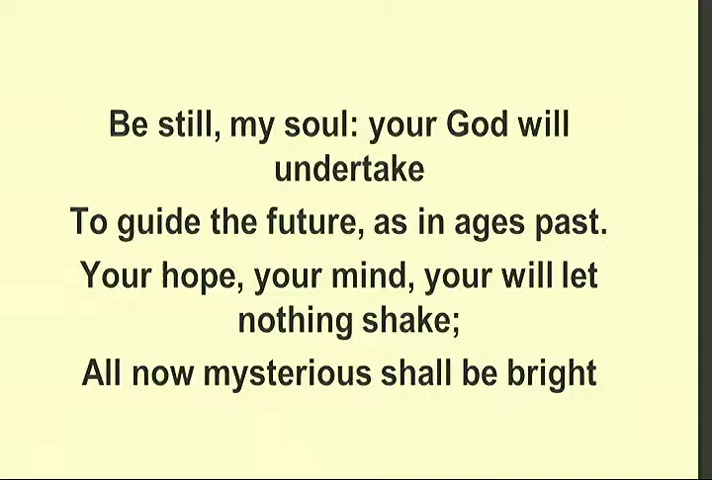 Be still, my soul: your God will
undertake
To guide the future, as in ages past.
Your hope, your mind, your will let
nothing shake;
All now mysterious shall be bright